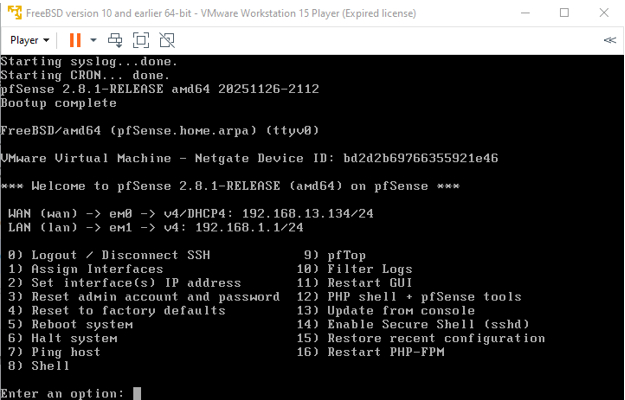 FreeBSD version 10 and earlier 64-bit - VMware Workstation 15 Player (Expired license)
Player
Starting syslog...done.
Starting CRON... done.
pfSense 2.8.1-RELEASE amd64 20251126-2112
Bootup complete
FreeBSD/amd64 (pfSense.home.arpa) (ttyv0)
VMware Virtual Machine - Netgate Device ID: bd2d2b69766355921e46
*** Welcome to pfSense 2.8.1-RELEASE (amd64) on pfSense ***
WAN (wan) -> em0 -> v4/DHCP4: 192.168.13.134/24
LAN (lan) -> em1 -> v4: 192.168.1.1/24
0) Logout / Disconnect SSH 9) pfTop
1) Assign Interfaces 10) Filter Logs
2) Set interface(s) IP address 11) Restart GUI
3) Reset admin account and password 12) PHP shell + pfSense tools
4) Reset to factory defaults 13) Update from console
5) Reboot system 14) Enable Secure Shell (sshd)
6) Halt system 15) Restore recent configuration
7) Ping host 16) Restart PHP-FPM
8) Shell
Enter an option: